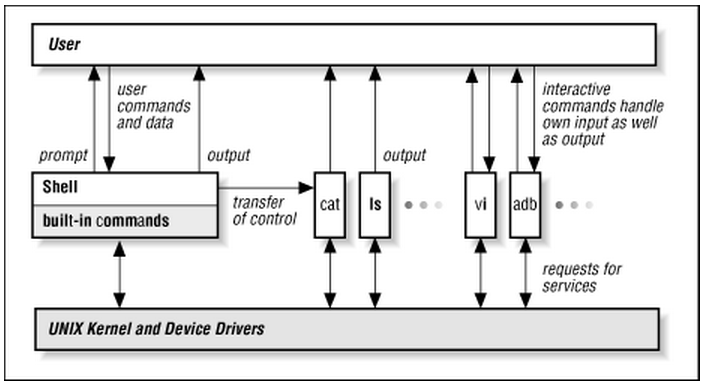 User
user
commands
and data
interactive
commands handle
own input as well
as output
prompt
output
output
Shell
built-in commands
transfer
of control
cat
ls
vi
adb
requests for
services
UNIX Kernel and Device Drivers